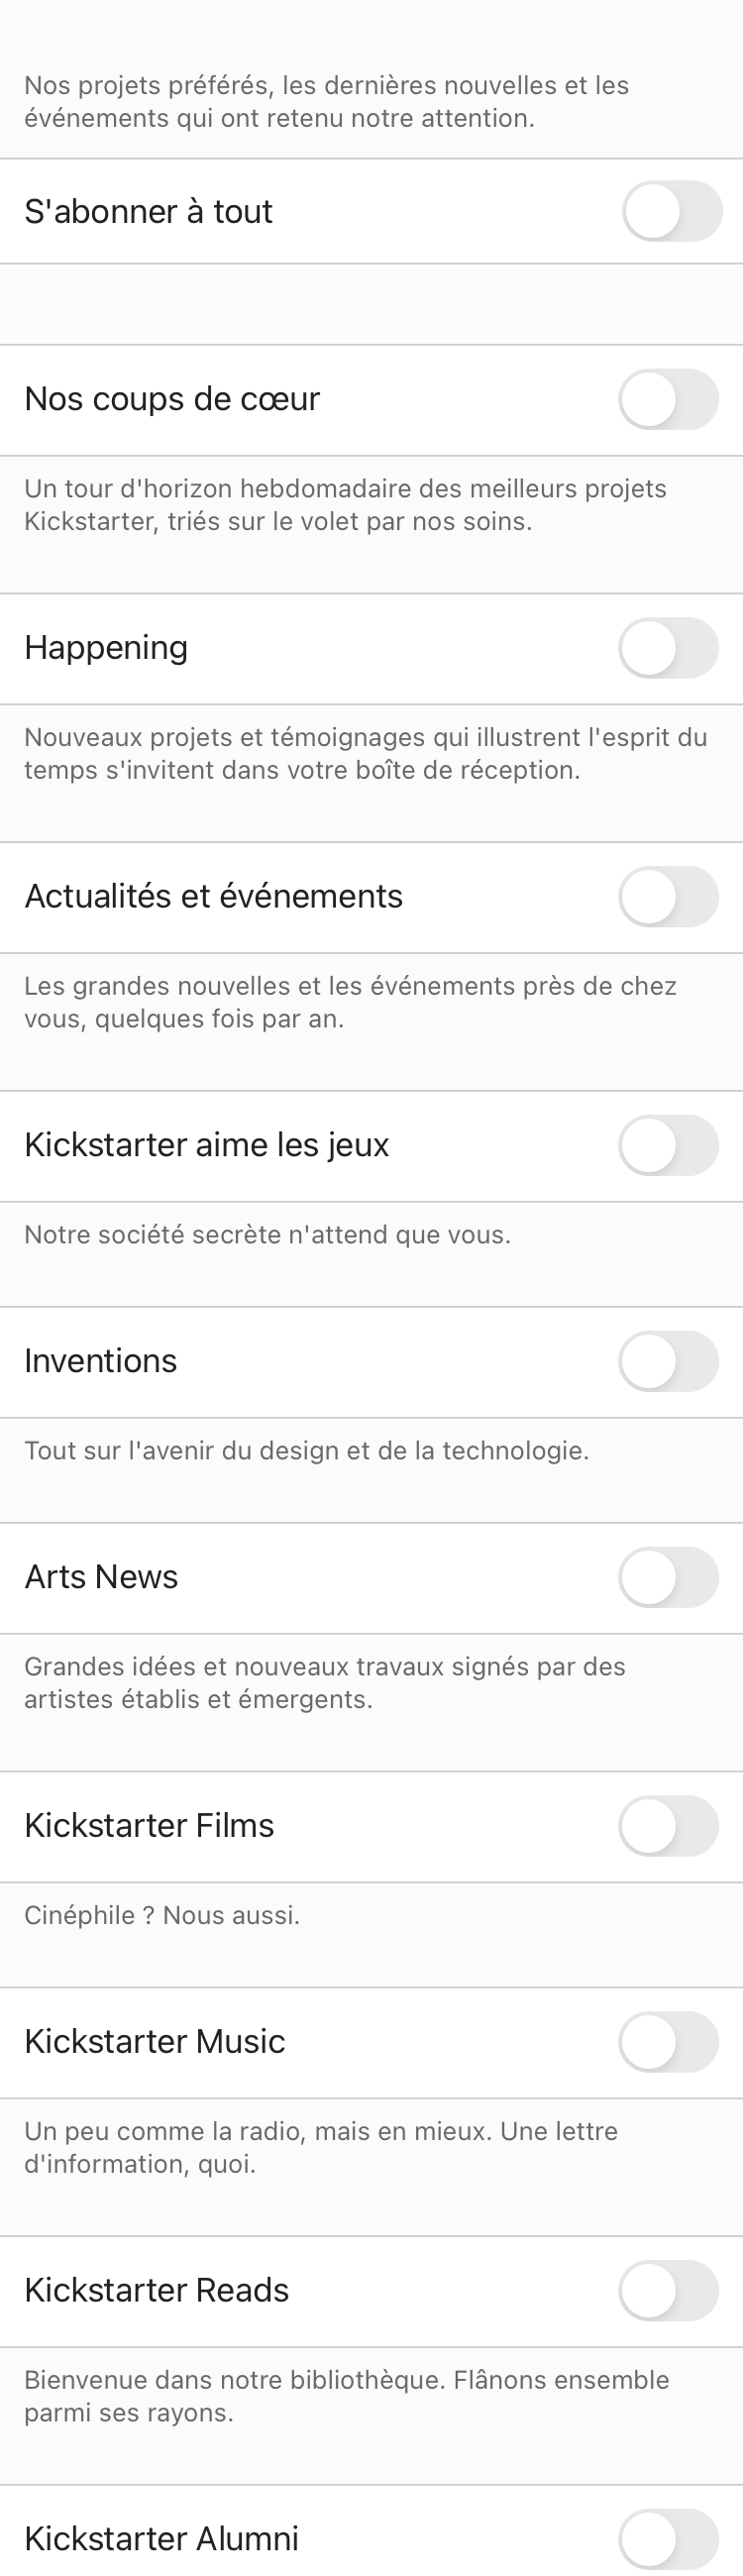 Nos projets préférés, les dernières nouvelles et les
événements qui ont retenu notre attention.
S'abonner à tout
Nos coups de cœur
Un tour d'horizon hebdomadaire des meilleurs projets
Kickstarter, triés sur le volet par nos soins.
Happening
Nouveaux projets et témoignages qui illustrent l'esprit du
temps s'invitent dans votre boîte de réception.
Actualités et événements
Les grandes nouvelles et les événements près de chez
vous, quelques fois par an.
Kickstarter aime les jeux
Notre société secrète n'attend que vous.
Inventions
Tout sur l'avenir du design et de la technologie.
Arts News
Grandes idées et nouveaux travaux signés par des
artistes établis et émergents.
Kickstarter Films
Cinéphile ? Nous aussi.
Kickstarter Music
Un peu comme la radio, mais en mieux. Une lettre
d'information, quoi.
Kickstarter Reads
Bienvenue dans notre bibliothèque. Flânons ensemble
parmi ses rayons.
Kickstarter Alumni